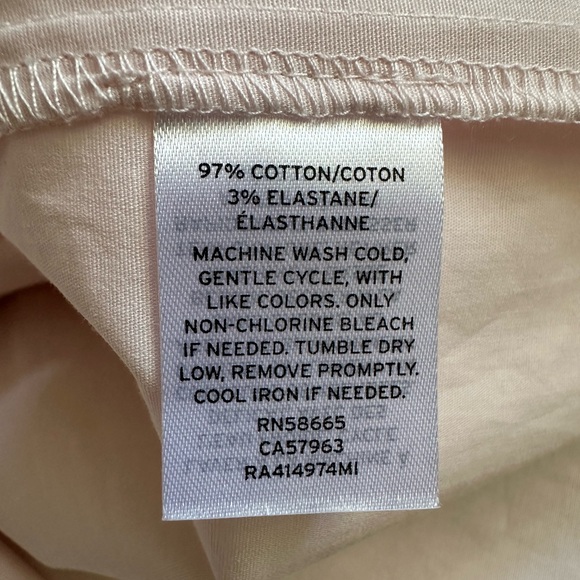 97% COTTON/COTON
3% ELASTANE/
ÉLASTHANNE
MACHINE WASH COLD,
GENTLE CYCLE, WITH
LIKE COLORS. ONLY
NON-CHLORINE BLEACH
IF NEEDED. TUMBLE DRY
LOW, REMOVE PROMPTLY.
COOL IRON IF NEEDED.
RN58665
CA57963
RA414974MI